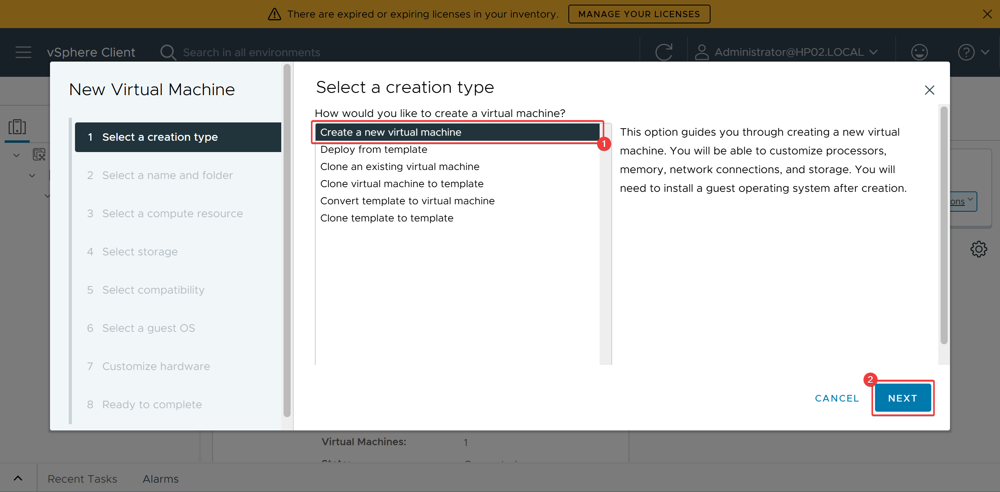 There are expired or expiring licenses in your inventory. MANAGE YOUR LICENSES
vSphere Client Search in all environments Administrator@HP02.LOCAL
New Virtual Machine
1 Select a creation type
2 Select a name and folder
3 Select a compute resource
4 Select storage
5 Select compatibility
6 Select a guest OS
7 Customize hardware
8 Ready to complete
Select a creation type
How would you like to create a virtual machine?
Create a new virtual machine
1
Deploy from template
Clone an existing virtual machine
Clone virtual machine to template
Convert template to virtual machine
Clone template to template
This option guides you through creating a new virtual
machine. You will be able to customize processors,
memory, network connections, and storage. You will
need to install a guest operating system after creation.
ons
2
CANCEL NEXT
Virtual Machines: 1
Recent Tasks Alarms